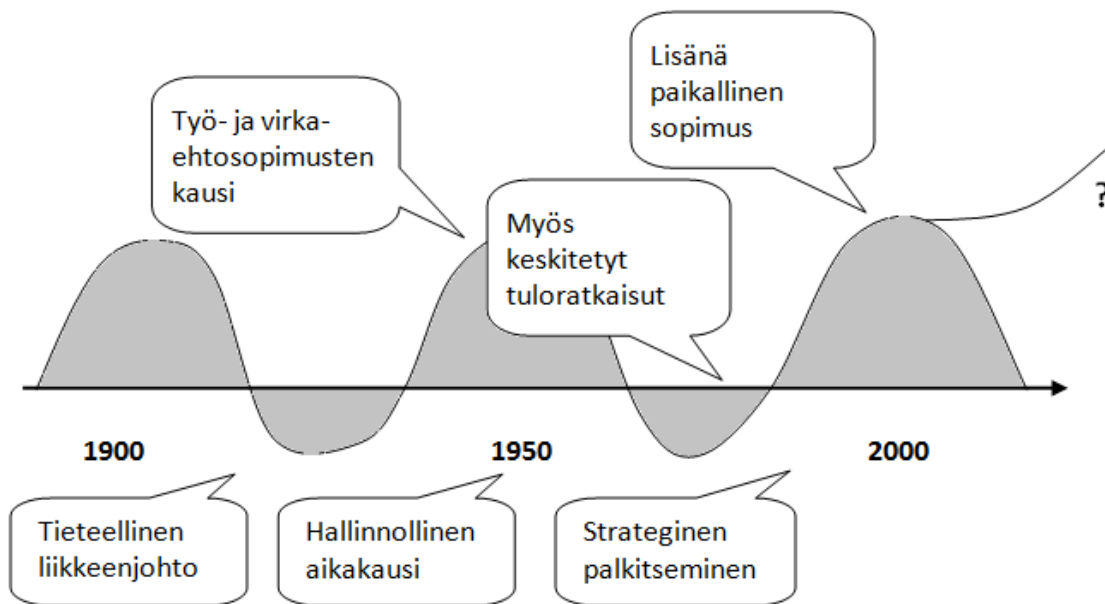 Lisänä
paikallinen
sopimus
Työ- ja virka-
ehtosopimusten
kausi
Myös
keskitetyt
tuloratkaisut
?
1900
1950
2000
Tieteellinen
liikkeenjohto
Hallinnollinen
aikakausi
Strateginen
palkitseminen